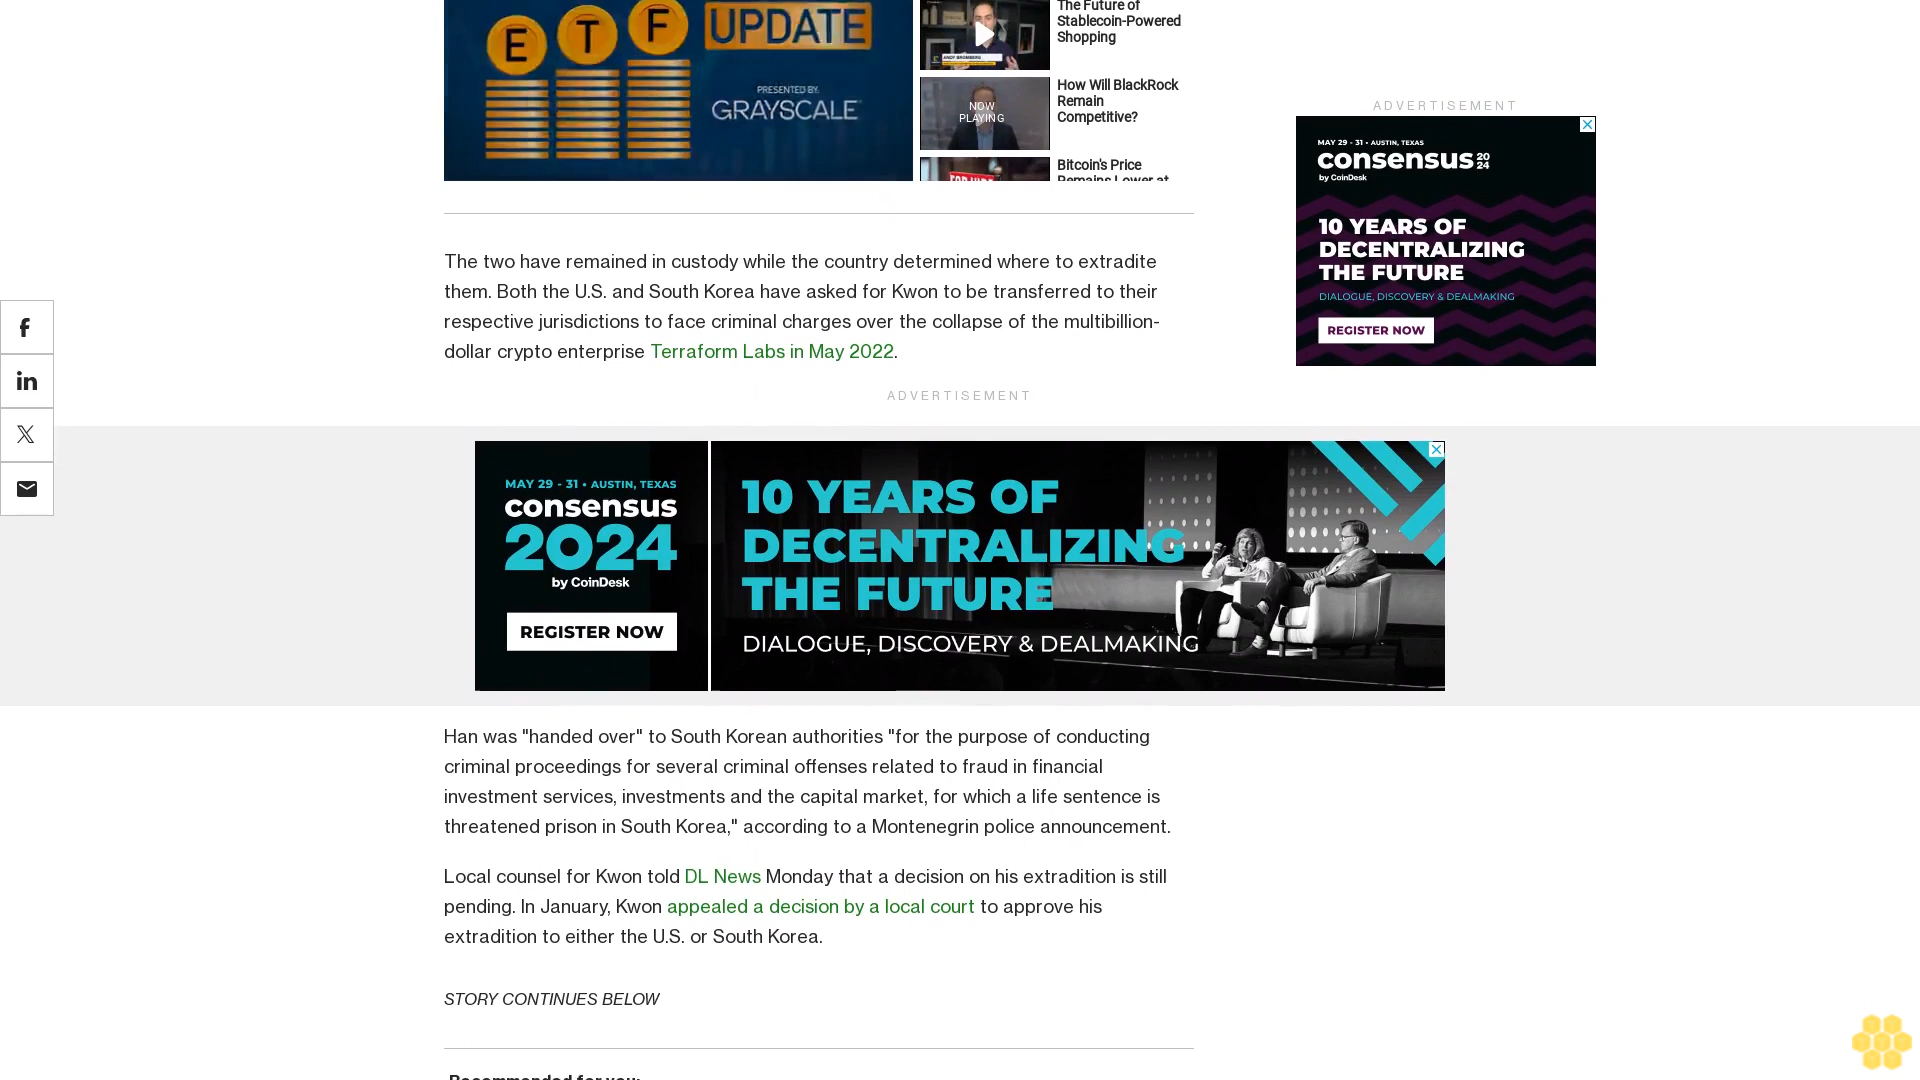 E T F UPDATE
PRESENTED BY:
GRAYSCALE
The Future of
Stablecoin-Powered
Shopping
ANDY BROMBERG
NOW
PLAYING
How Will BlackRock
Remain
Competitive?
Bitcoin's Price
Remains Lower at
ADVERTISEMENT
MAY 29 - 31 • AUSTIN, TEXAS
consensus 2024
by CoinDesk
10 YEARS OF
DECENTRALIZING
THE FUTURE
DIALOGUE, DISCOVERY & DEALMAKING
REGISTER NOW
The two have remained in custody while the country determined where to extradite
them. Both the U.S. and South Korea have asked for Kwon to be transferred to their
respective jurisdictions to face criminal charges over the collapse of the multibillion-
dollar crypto enterprise Terraform Labs in May 2022.
ADVERTISEMENT
MAY 29 - 31 • AUSTIN, TEXAS
consensus
2024
by CoinDesk
REGISTER NOW
10 YEARS OF
DECENTRALIZING
THE FUTURE
DIALOGUE, DISCOVERY & DEALMAKING
Han was "handed over" to South Korean authorities "for the purpose of conducting
criminal proceedings for several criminal offenses related to fraud in financial
investment services, investments and the capital market, for which a life sentence is
threatened prison in South Korea," according to a Montenegrin police announcement.
Local counsel for Kwon told DL News Monday that a decision on his extradition is still
pending. In January, Kwon appealed a decision by a local court to approve his
extradition to either the U.S. or South Korea.
STORY CONTINUES BELOW
Recommended for you: